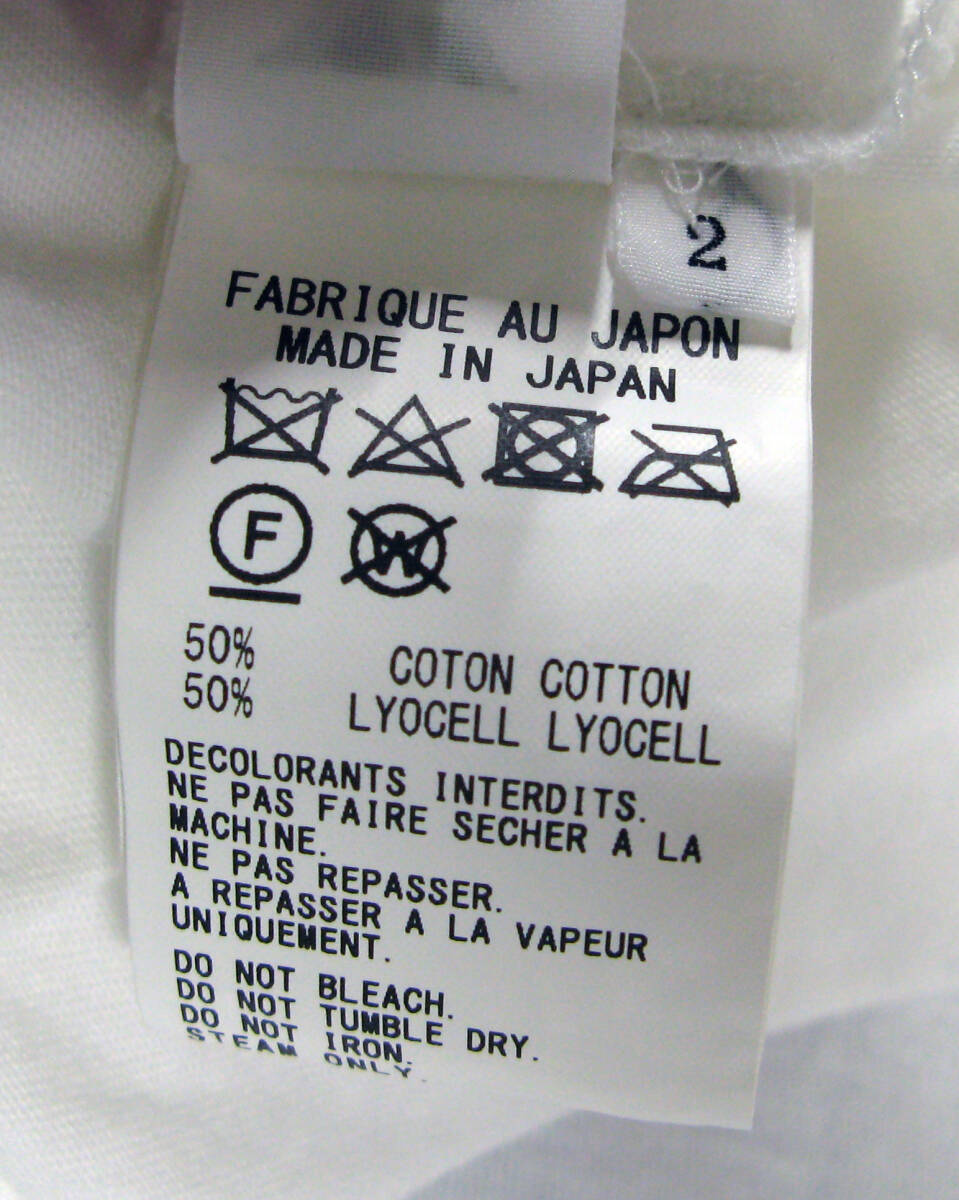 2
FABRIQUE AU JAPON
MADE IN JAPAN
F
W
50% COTON COTTON
50% LYOCELL LYOCELL
DECOLORANTS INTERDITS.
NE PAS FAIRE SECHER A LA
MACHINE.
NE PAS REPASSER.
A REPASSER A LA VAPEUR
UNIQUEMENT.
DO NOT BLEACH.
DO NOT TUMBLE DRY.
DO NOT IRON.
STEAM ONLY.